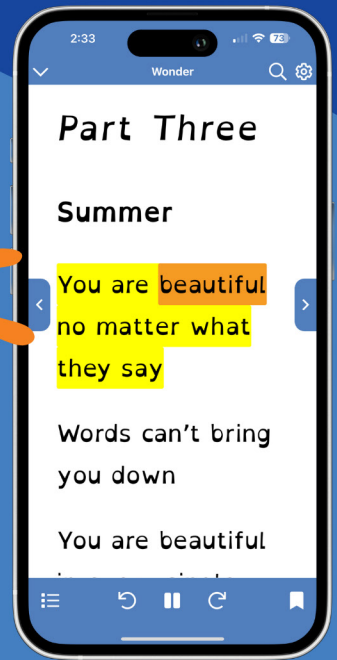 2:33
73
Wonder
Part Three
Summer
You are beautiful
no matter what
they say
Words can't bring
you down
You are beautiful